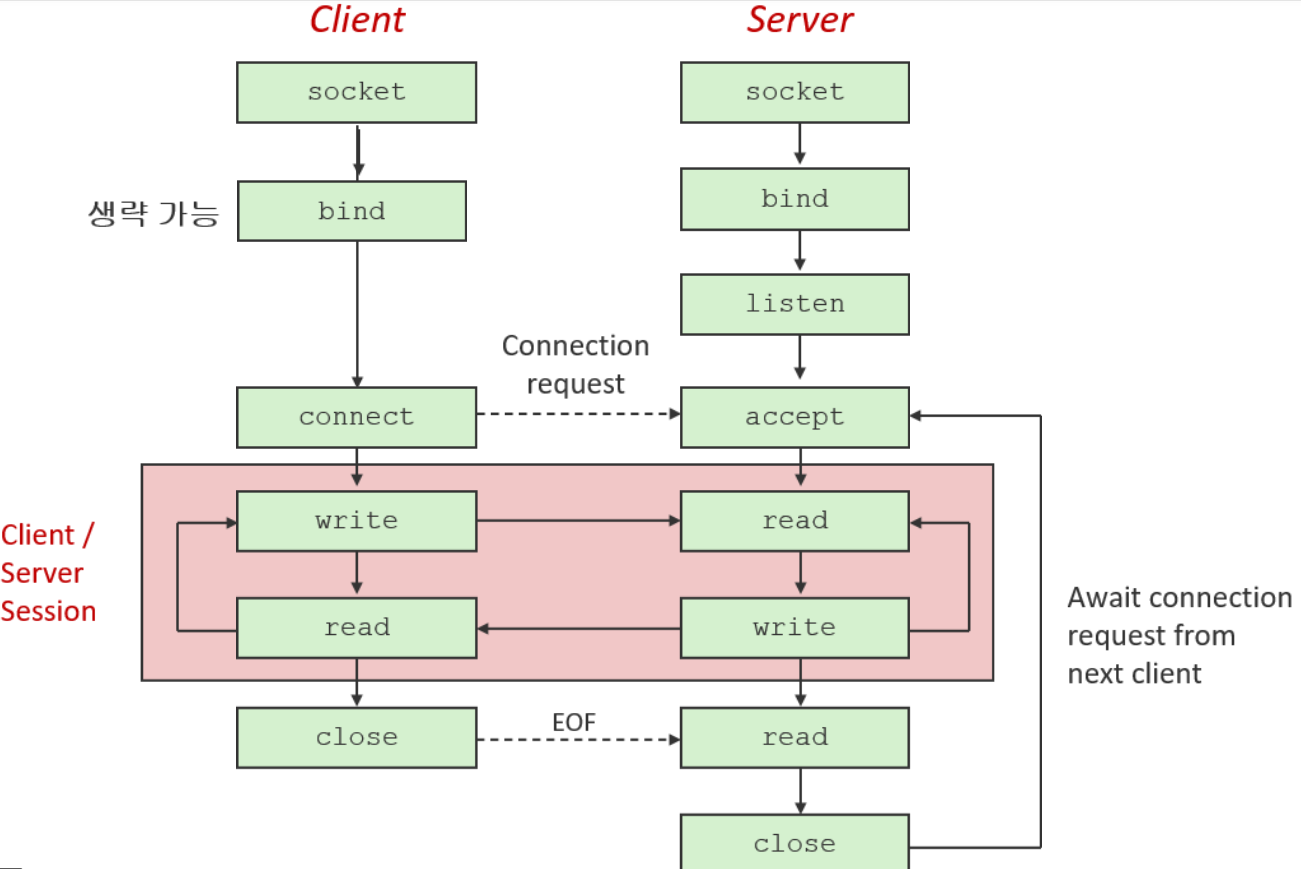 Client
Server
socket
socket
생략 가능
bind
bind
listen
Connection
request
connect
accept
Client /
Server
Session
write
read
read
write
Await connection
request from
next client
close
EOF
read
close